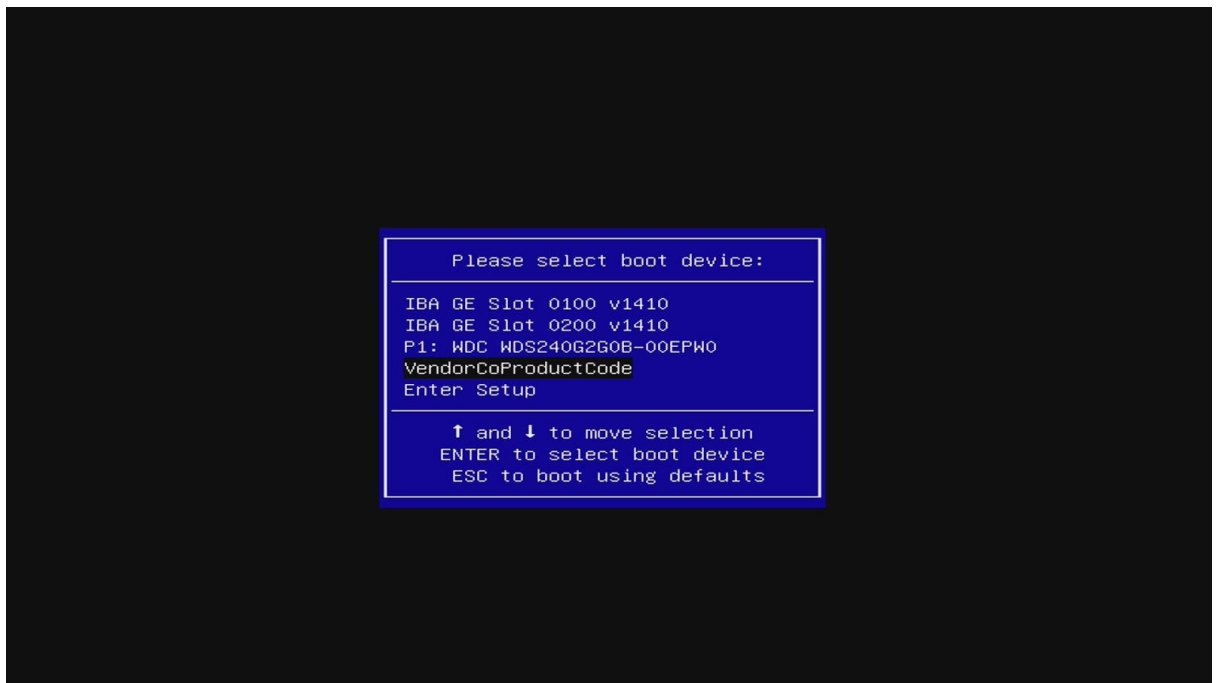 Please select boot device:
IBA GE Slot 0100 v1410
IBA GE Slot 0200 v1410
P1: WDC WDS240G2G0B-00EPW0
VendorCoProductCode
Enter Setup
↑ and ↓ to move selection
ENTER to select boot device
ESC to boot using defaults